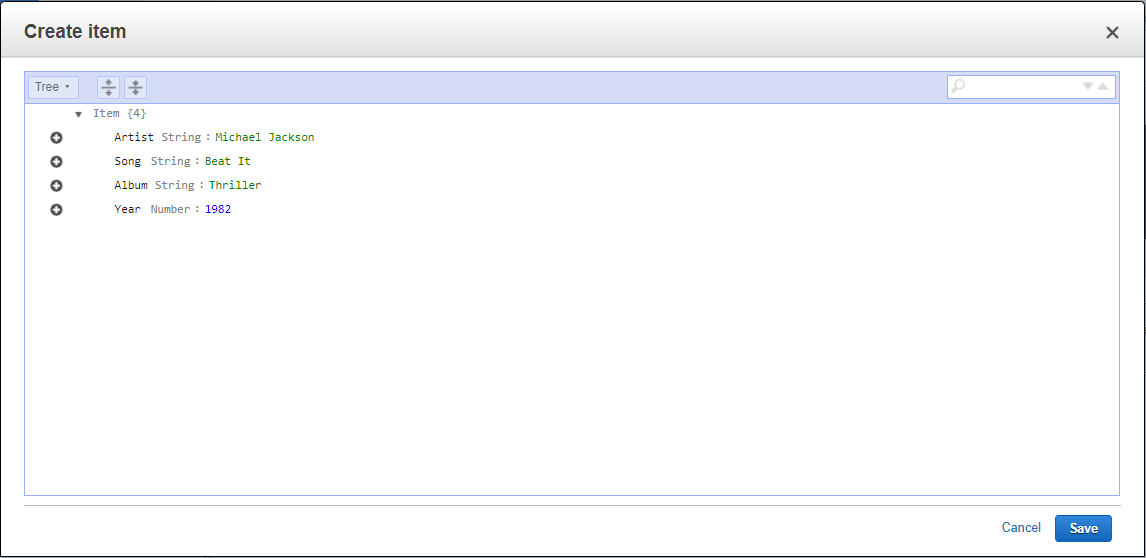 Create item
Tree
Item {4}
Artist String : Michael Jackson
Song String : Beat It
Album String : Thriller
Year Number : 1982
Cancel Save